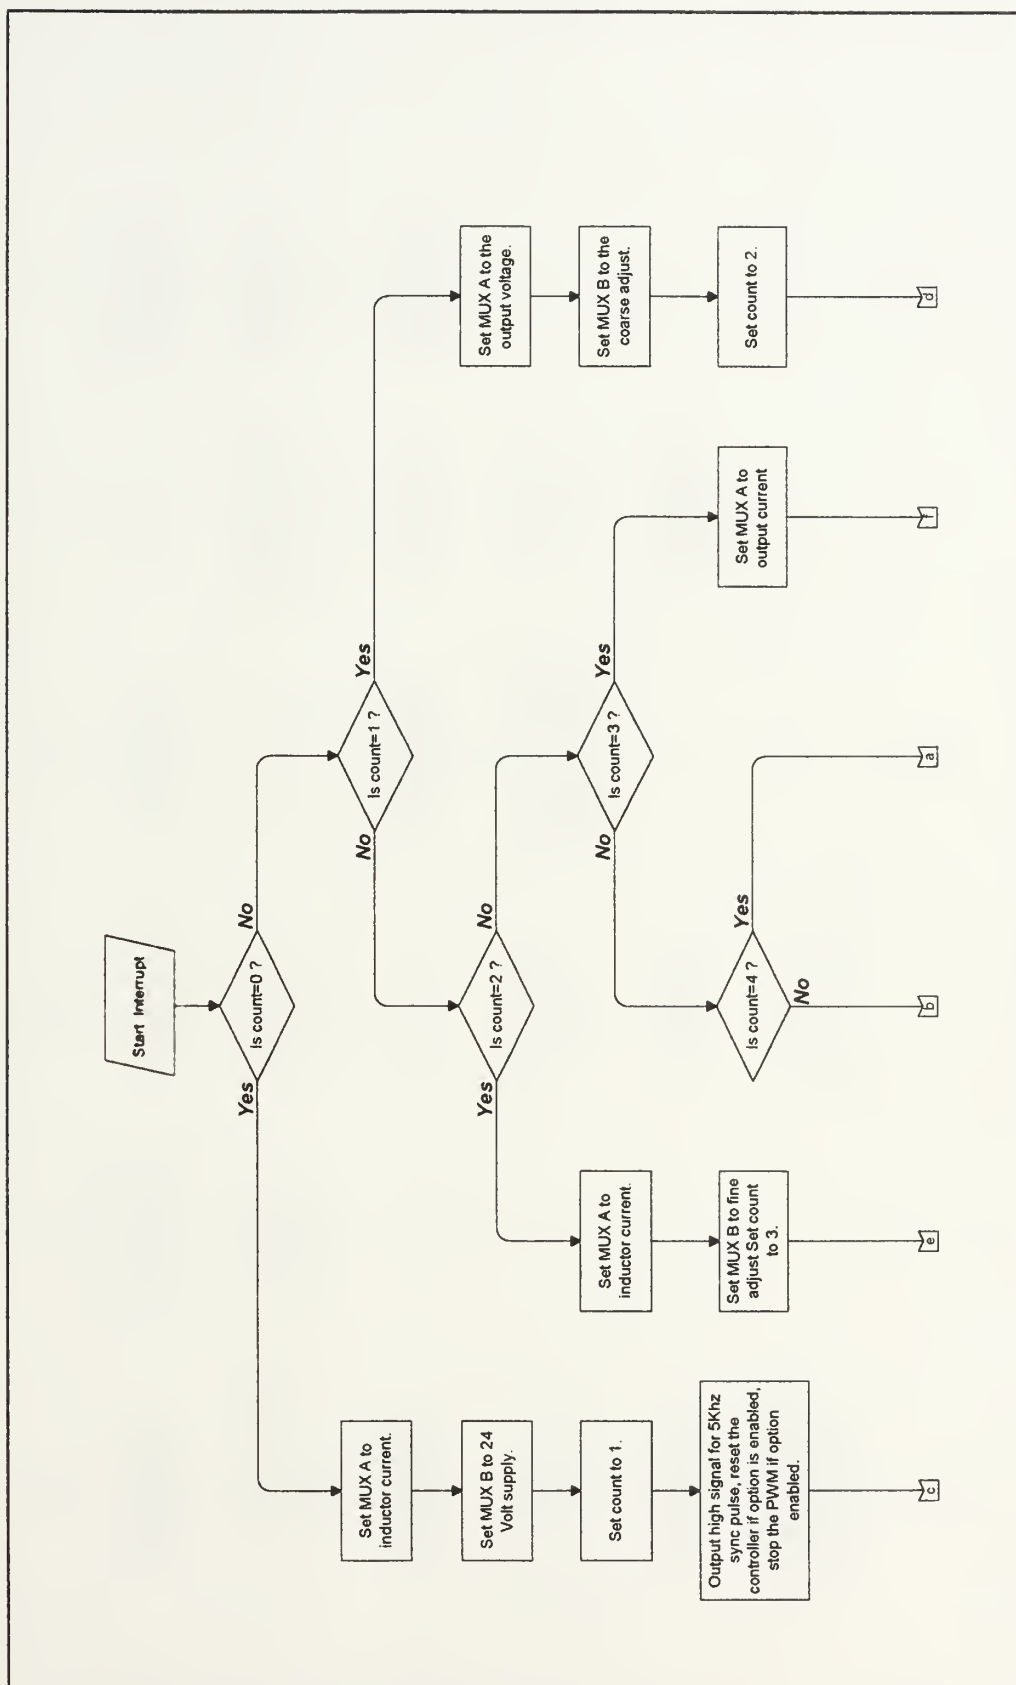 Start Interrupt
Is count=0 ?
Yes
No
Set MUX A to
inductor current.
Set MUX B to 24
Volt supply.
Set count to 1.
Output high signal for 5Khz
sync pulse, reset the
controller if option is enabled,
stop the PWM if option
enabled.
c
Is count=1 ?
No
Yes
Set MUX A to the
output voltage.
Set MUX B to the
coarse adjust.
Set count to 2.
d
Is count=2 ?
Yes
No
Set MUX A to
inductor current.
Set MUX B to fine
adjust Set count
to 3.
e
Is count=3 ?
No
Yes
Set MUX A to
output current
f
Is count=4 ?
Yes
No
a
b